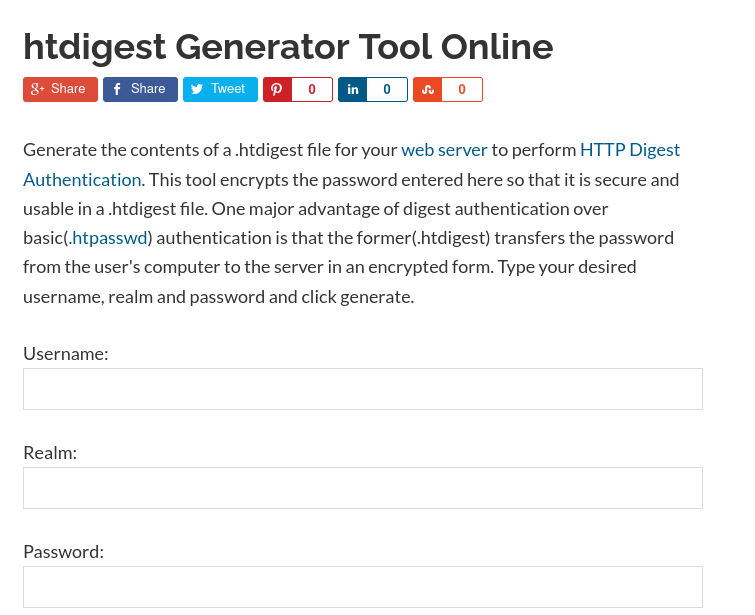 htdigest Generator Tool Online
Share Share Tweet 0 in 0 0
Generate the contents of a .htdigest file for your web server to perform HTTP Digest
Authentication. This tool encrypts the password entered here so that it is secure and
usable in a .htdigest file. One major advantage of digest authentication over
basic(.htpasswd) authentication is that the former(.htdigest) transfers the password
from the user's computer to the server in an encrypted form. Type your desired
username, realm and password and click generate.
Username:
Realm:
Password: